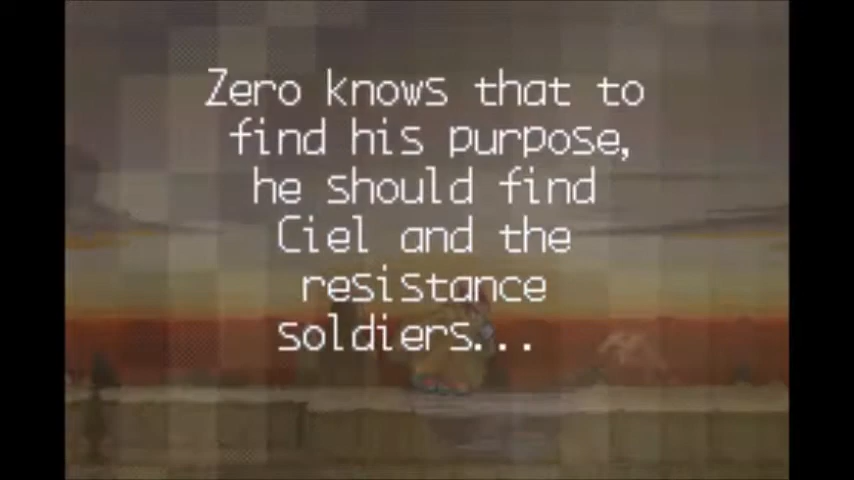 Zero knows that to
find his purpose,
he should find
Ciel and the
resistance
soldiers...